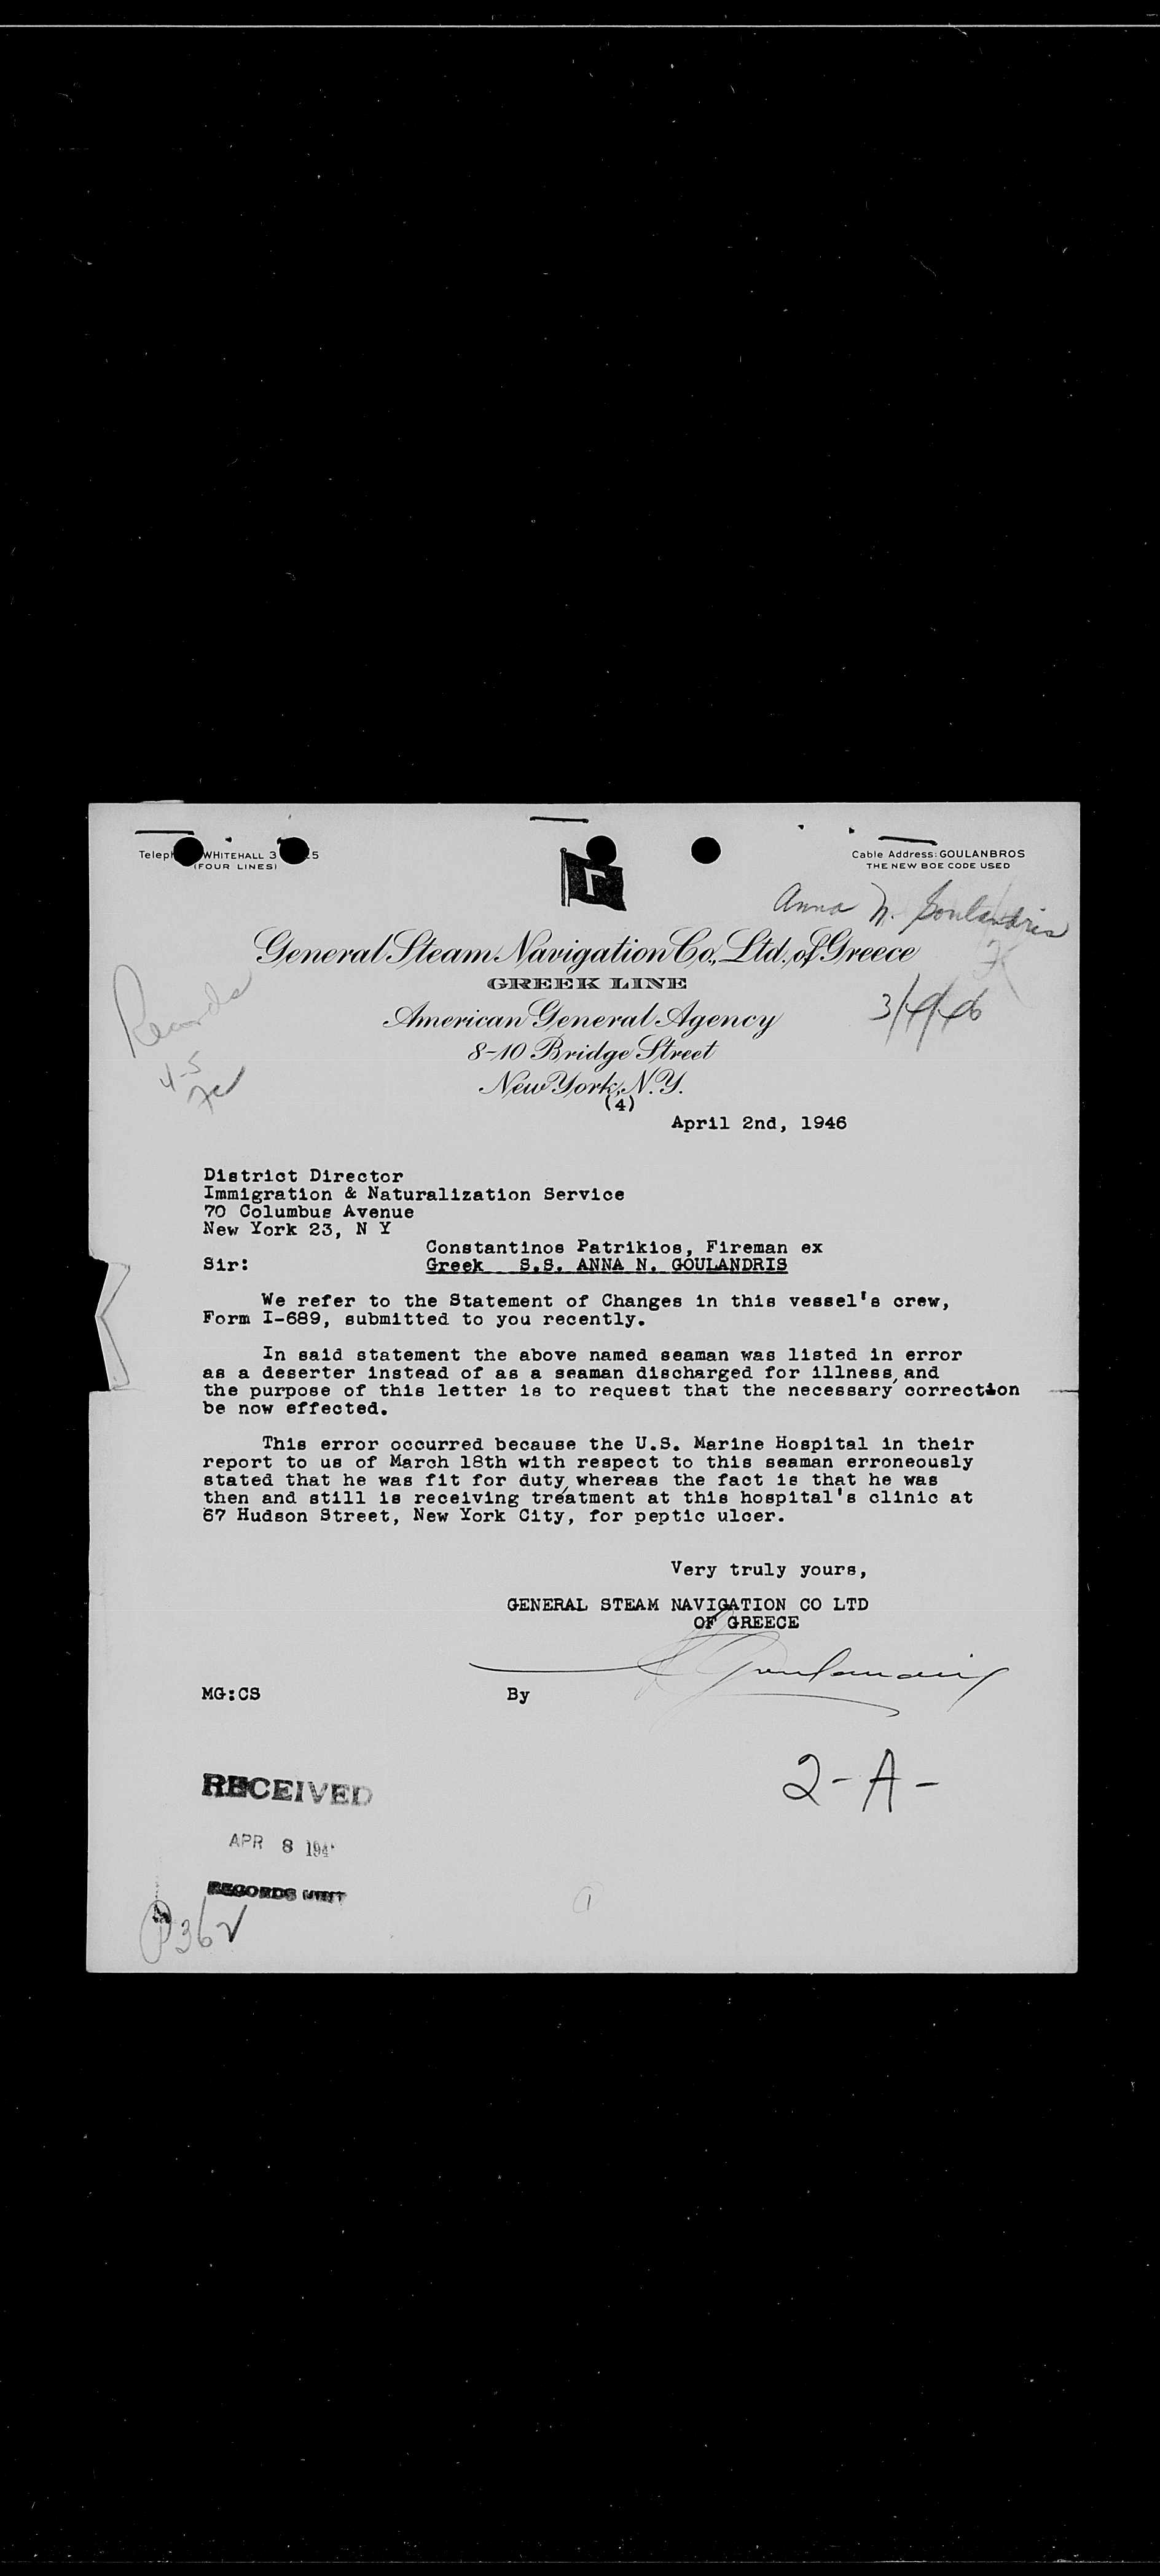 WHITEHALL 3
(FOUR LINES)
Cable Address: GOULANBROS
THE NEW BOE CODE USED
Anna N. Goulandris
General Steam Navigation Co., Ltd., of Greece
GREEK LINE
American General Agency
8-10 Bridge Street
New York, N.Y.
(4)
Records
4-5
April 2nd, 1946
District Director
Immigration & Naturalization Service
70 Columbus Avenue
New York 23, N Y
Constantinos Patrikios, Fireman ex
Sir: Greek S.S. ANNA N. GOULANDRIS
We refer to the Statement of Changes in this vessel's crew,
Form I-689, submitted to you recently.
In said statement the above named seaman was listed in error
as a deserter instead of as a seaman discharged for illness, and
the purpose of this letter is to request that the necessary correction
be now effected.
This error occurred because the U.S. Marine Hospital in their
report to us of March 18th with respect to this seaman erroneously
stated that he was fit for duty, whereas the fact is that he was
then and still is receiving treatment at this hospital's clinic at
67 Hudson Street, New York City, for peptic ulcer.
Very truly yours,
GENERAL STEAM NAVIGATION CO LTD
OF GREECE
Goulandris
MG:CS By
2-A-
RECEIVED
APR 8 194
RECORDS UNIT
P362